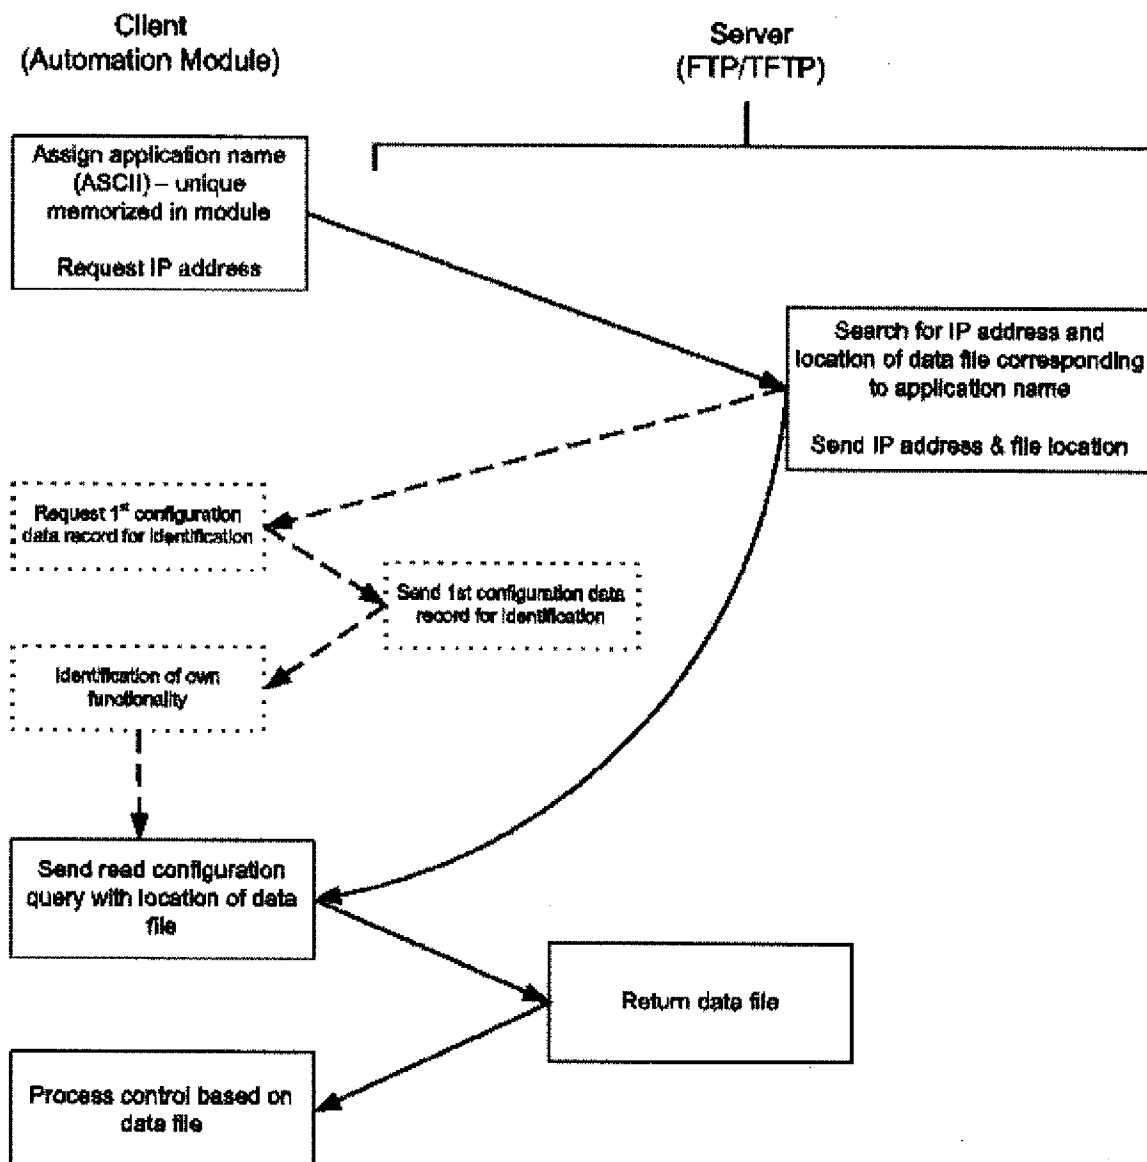 Client
(Automation Module)
Server
(FTP/TFTP)
Assign application name
(ASCII) – unique
memorized in module
Request IP address
Search for IP address and
location of data file corresponding
to application name
Send IP address & file location
Request 1st configuration
data record for identification
Send 1st configuration data
record for identification
Identification of own
functionality
Send read configuration
query with location of data
file
Return data file
Process control based on
data file